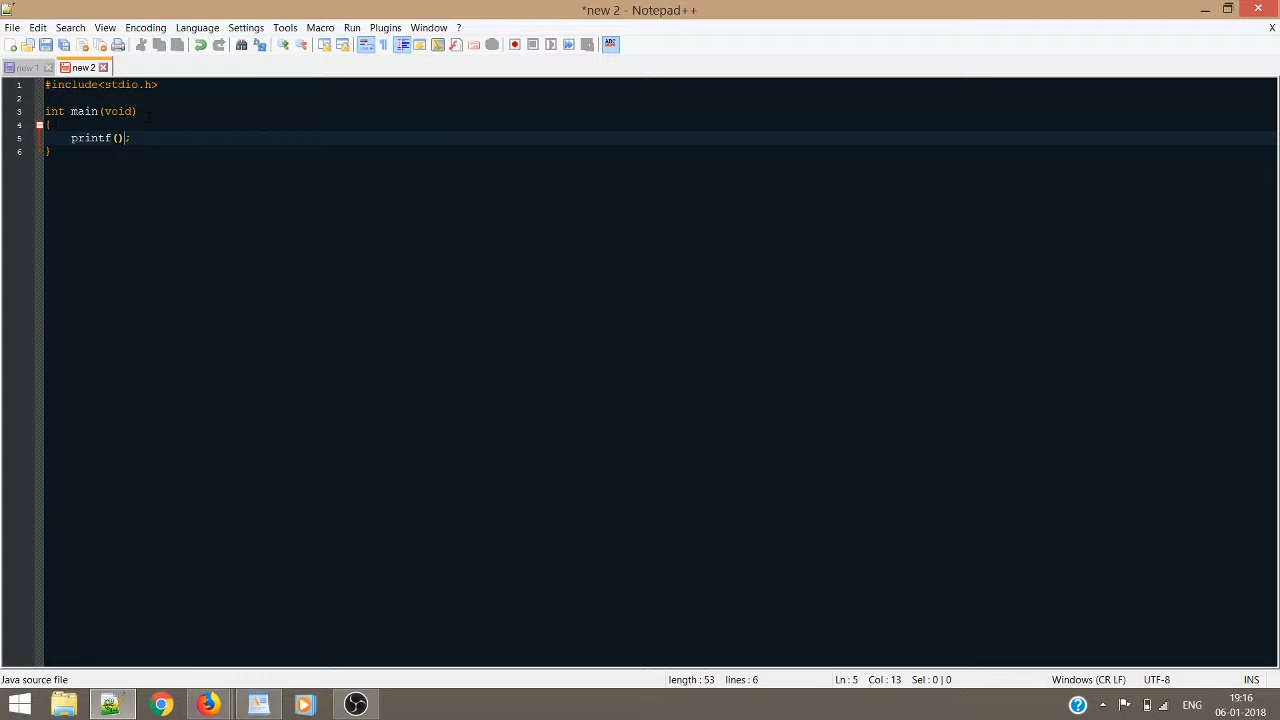 *new 2 - Notepad++
File Edit Search View Encoding Language Settings Tools Macro Run Plugins Window ? X
new 1 new 2
1 #include<stdio.h>
2
3 int main(void)
4 {
5 printf();
6 }
Java source file length : 53 lines : 6 Ln : 5 Col : 13 Sel : 0 | 0 Windows (CR LF) UTF-8 INS
ENG 19:16
06-01-2018